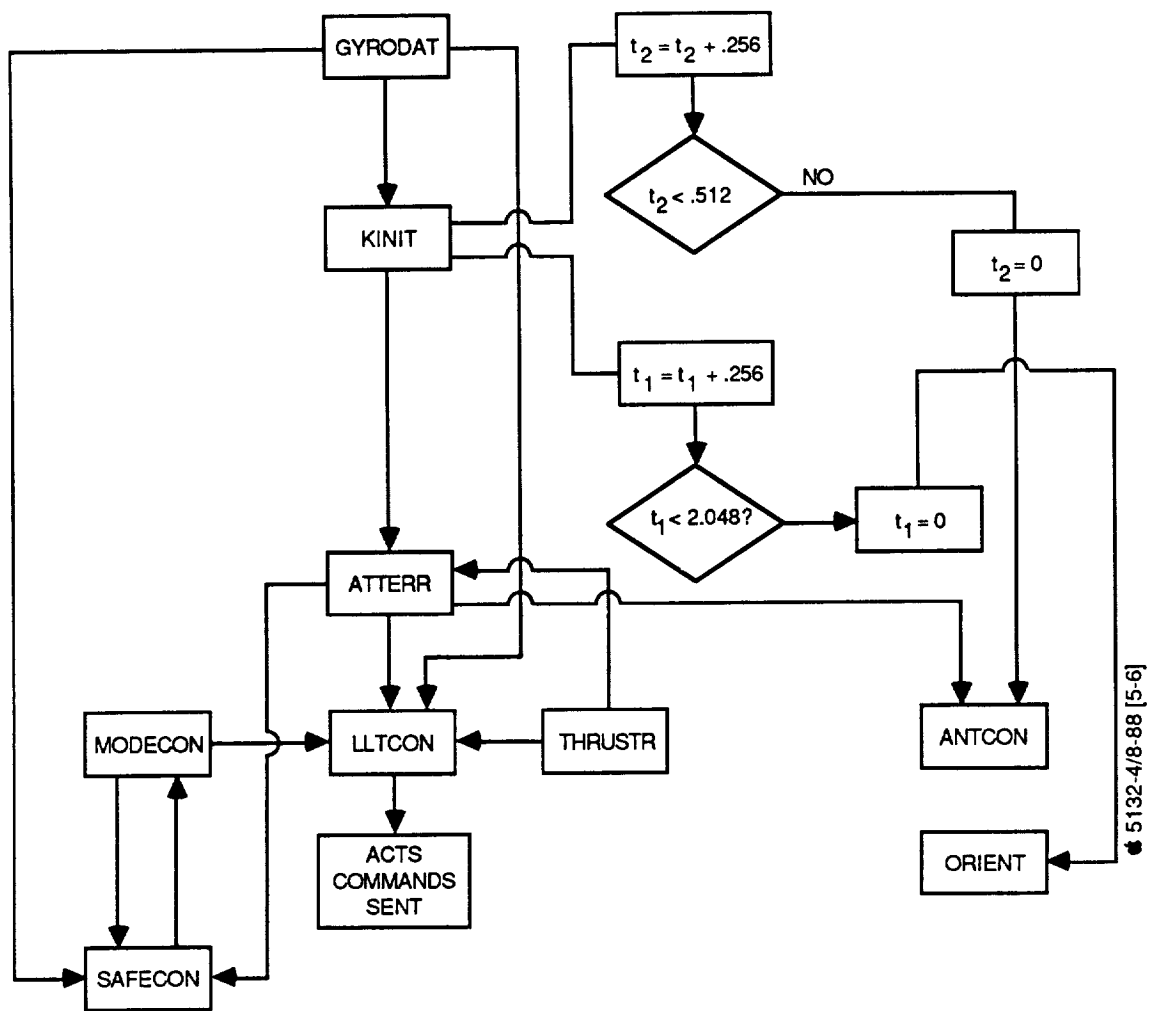 GYRODAT
t2 = t2 + .256
t2 < .512
NO
KINIT
t2 = 0
t1 = t1 + .256
t1 < 2.048?
t1 = 0
ATTERR
MODECON
LLTCON
THRUSTR
ANTCON
ACTS
COMMANDS
SENT
ORIENT
SAFECON
5132-4/8-88 [5-6]